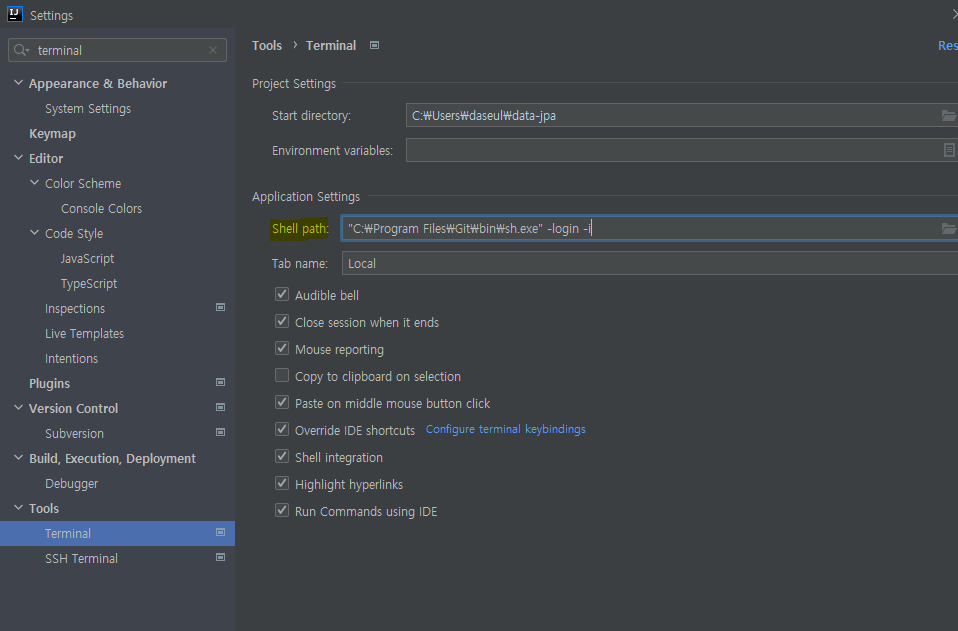 IJ
Settings
terminal
Appearance & Behavior
System Settings
Keymap
Editor
Color Scheme
Console Colors
Code Style
JavaScript
TypeScript
Inspections
Live Templates
Intentions
Plugins
Version Control
Subversion
Build, Execution, Deployment
Debugger
Tools
Terminal
SSH Terminal
Tools › Terminal
Res
Project Settings
Start directory: C:₩Users₩daseul₩data-jpa
Environment variables:
Application Settings
Shell path: "C:₩Program Files₩Git₩bin₩sh.exe" -login -i
Tab name: Local
Audible bell
Close session when it ends
Mouse reporting
Copy to clipboard on selection
Paste on middle mouse button click
Override IDE shortcuts Configure terminal keybindings
Shell integration
Highlight hyperlinks
Run Commands using IDE